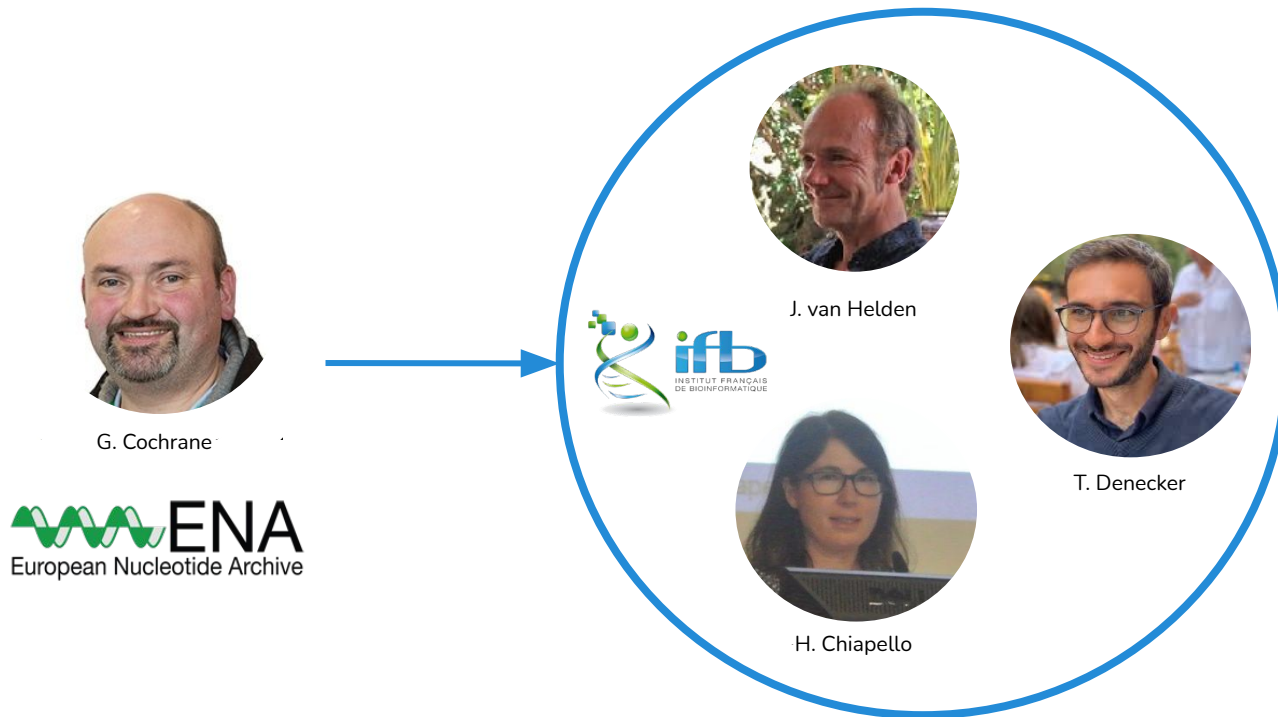 G. Cochrane
ENA
European Nucleotide Archive
J. van Helden
ifb
INSTITUT FRANÇAIS
DE BIOINFORMATIQUE
T. Denecker
H. Chiapello